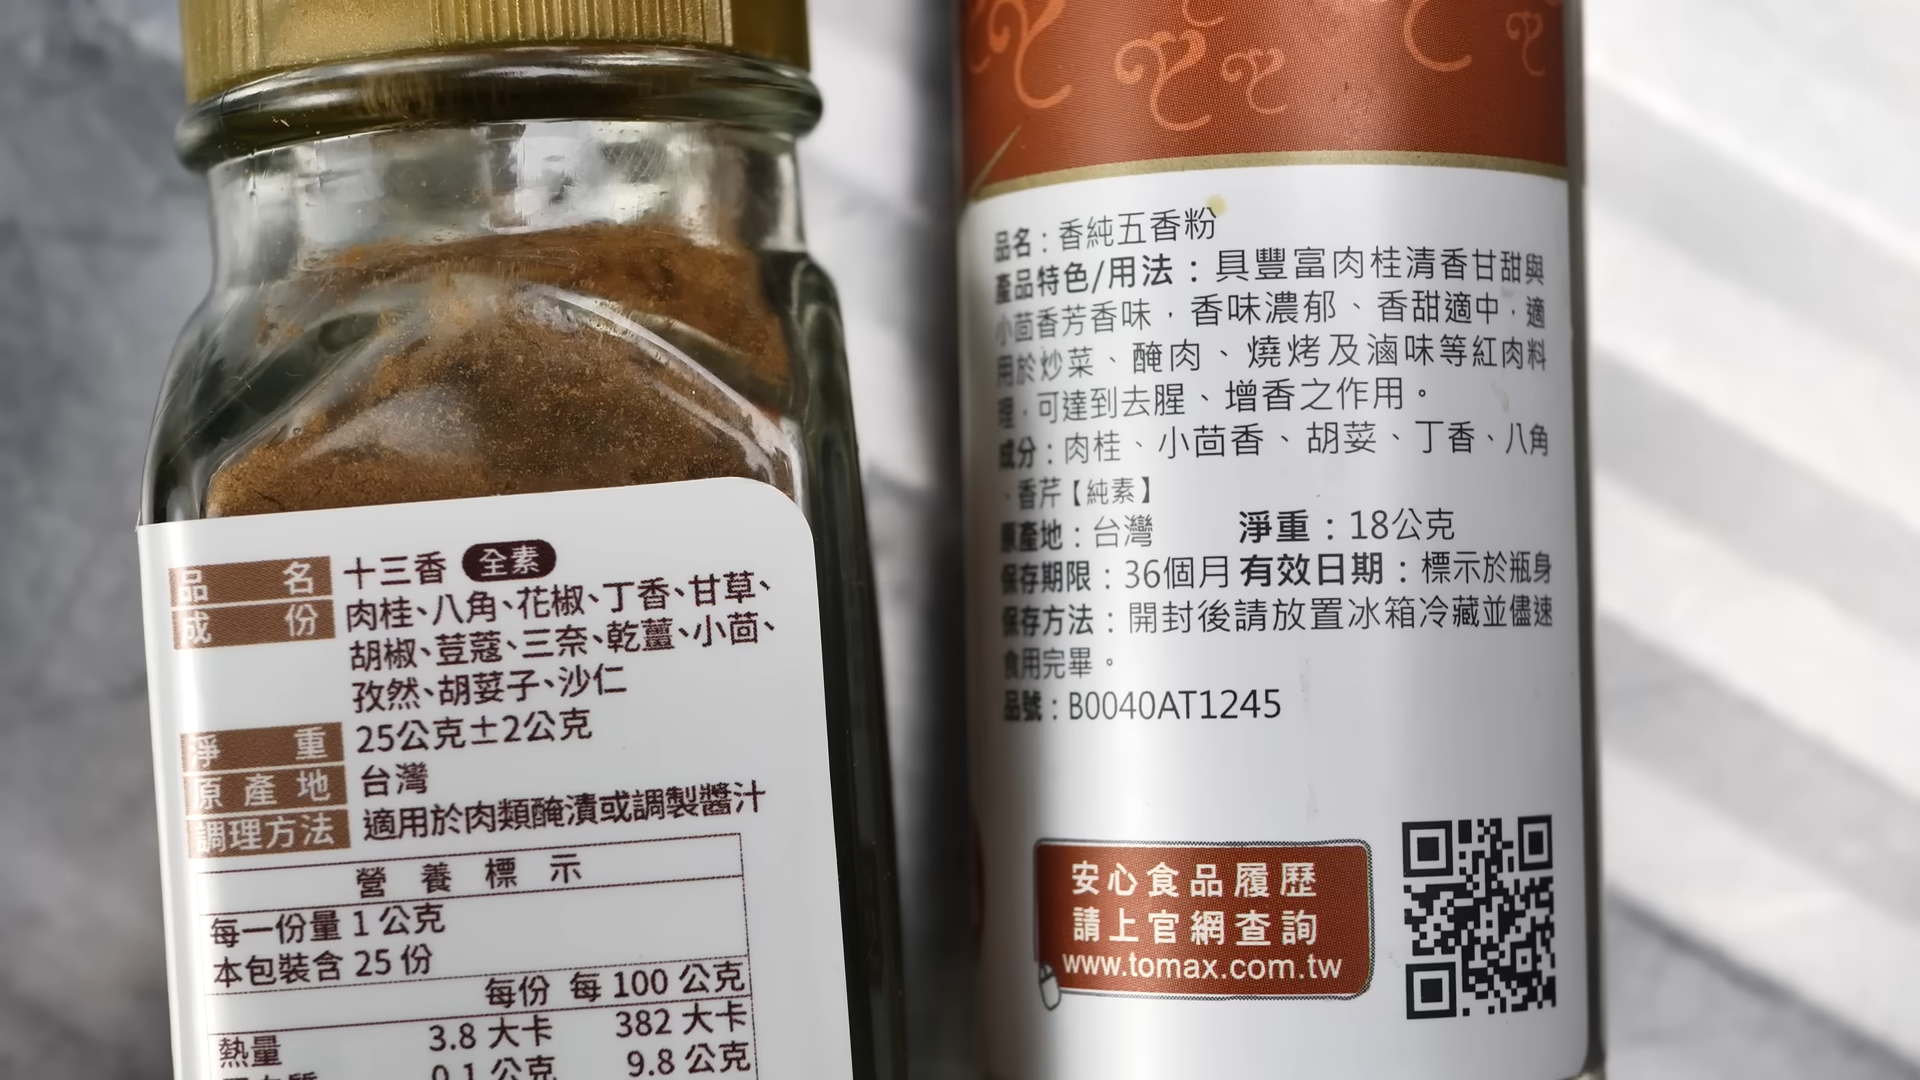 品名 十三香 全素
成份 肉桂、八角、花椒、丁香、甘草、
胡椒、荳蔻、三奈、乾薑、小茴、
孜然、胡荽子、沙仁
淨重 25公克±2公克
原產地 台灣
調理方法 適用於肉類醃漬或調製醬汁
營養標示
每一份量 1 公克
本包裝含 25 份
每份 每 100 公克
熱量 3.8 大卡 382 大卡
0.1 公克 9.8 公克
品名：香純五香粉
產品特色/用法：具豐富肉桂清香甘甜與
小茴香芳香味，香味濃郁、香甜適中，適
用於炒菜、醃肉、燒烤及滷味等紅肉料
理，可達到去腥、增香之作用。
成分：肉桂、小茴香、胡荽、丁香、八角
、香芹【純素】
原產地：台灣 淨重：18公克
保存期限：36個月 有效日期：標示於瓶身
保存方法：開封後請放置冰箱冷藏並儘速
食用完畢。
品號：B0040AT1245
安心食品履歷
請上官網查詢
www.tomax.com.tw